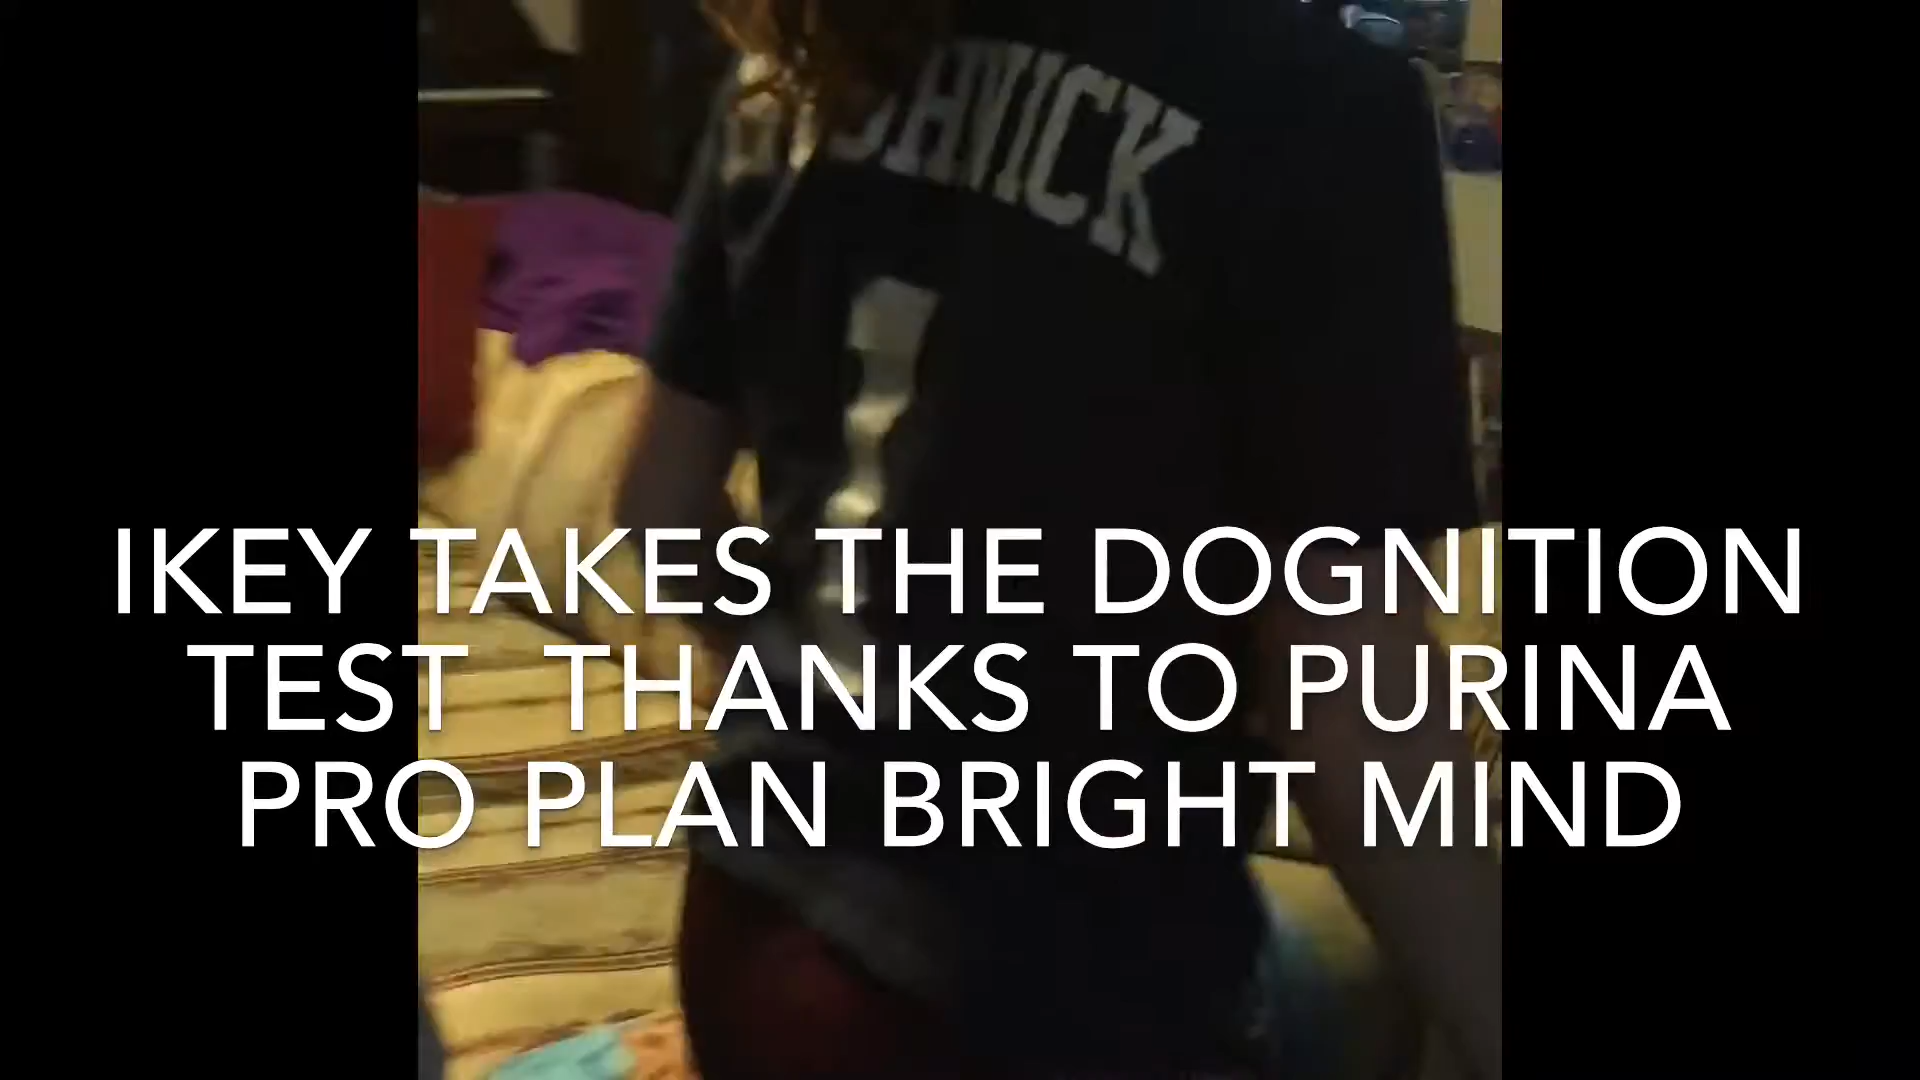 IKEY TAKES THE DOGNITION
TEST THANKS TO PURINA
PRO PLAN BRIGHT MIND